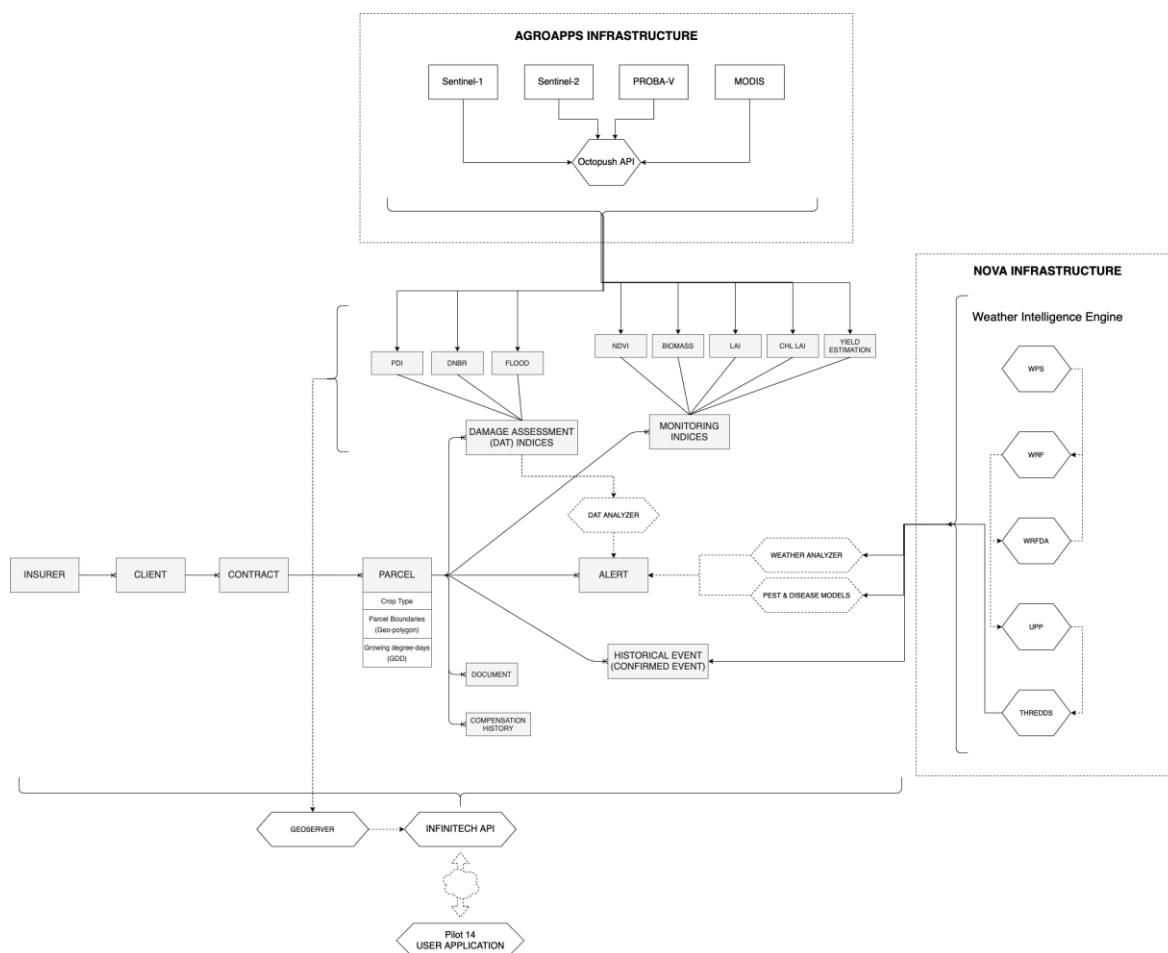 AGROAPPS INFRASTRUCTURE
Sentinel-1
Sentinel-2
PROBA-V
MODIS
Octopush API
NOVA INFRASTRUCTURE
Weather Intelligence Engine
PDI
DNBR
FLOOD
NDVI
BIOMASS
LAI
CHL LAI
YIELD
ESTIMATION
WPS
DAMAGE ASSESSMENT
(DAT) INDICES
MONITORING
INDICES
WRF
DAT ANALYZER
WEATHER ANALYZER
WRFDA
INSURER
CLIENT
CONTRACT
PARCEL
ALERT
PEST & DISEASE MODELS
Crop Type
Parcel Boundaries
(Geo-polygon)
Growing degree-days
(GDD)
UPP
HISTORICAL EVENT
(CONFIRMED EVENT)
DOCUMENT
COMPENSATION
HISTORY
THREDDS
GEOSERVER
INFINITECH API
Pilot 14
USER APPLICATION